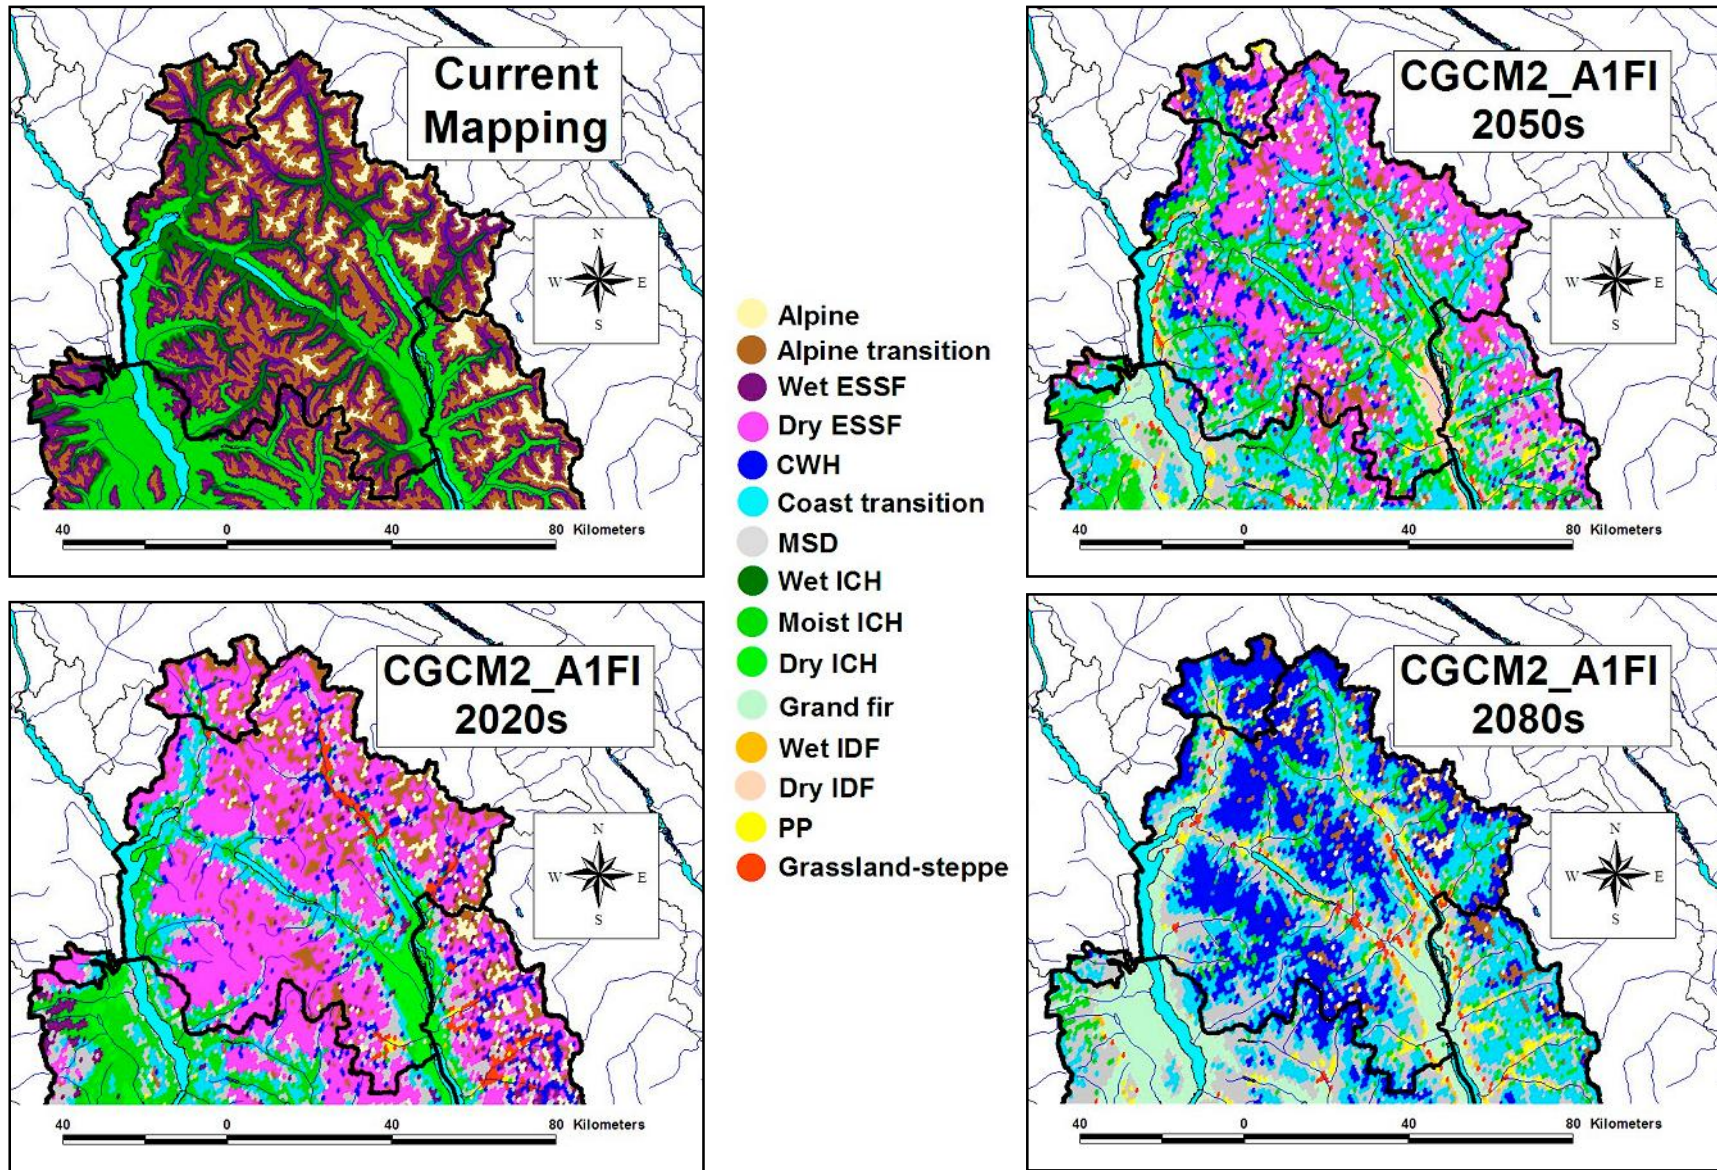 Current
Mapping
N
W E
S
40 0 40 80 Kilometers
CGCM2_A1FI
2020s
N
W E
S
40 0 40 80 Kilometers
Alpine
Alpine transition
Wet ESSF
Dry ESSF
CWH
Coast transition
MSD
Wet ICH
Moist ICH
Dry ICH
Grand fir
Wet IDF
Dry IDF
PP
Grassland-steppe
CGCM2_A1FI
2050s
N
W E
S
40 0 40 80 Kilometers
CGCM2_A1FI
2080s
N
W E
S
40 0 40 80 Kilometers